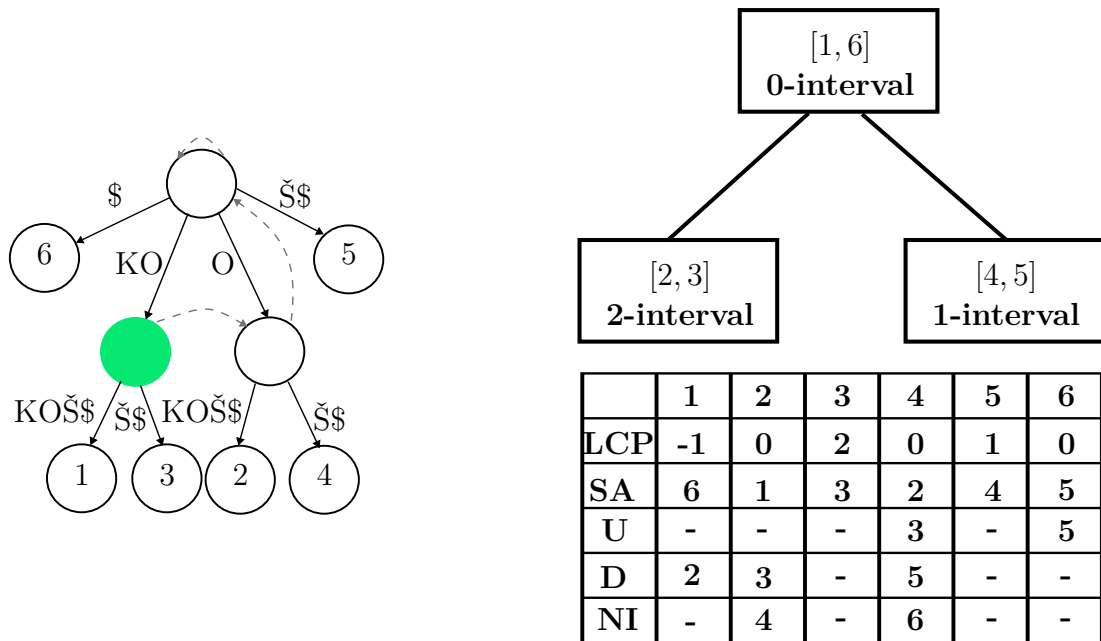 $
Š$
6
5
KO
O
KOŠ$
Š$
KOŠ$
Š$
1
3
2
4
[1, 6]
0-interval
[2, 3]
2-interval
[4, 5]
1-interval
1 2 3 4 5 6
LCP -1 0 2 0 1 0
SA 6 1 3 2 4 5
U - - - 3 - 5
D 2 3 - 5 - -
NI - 4 - 6 - -